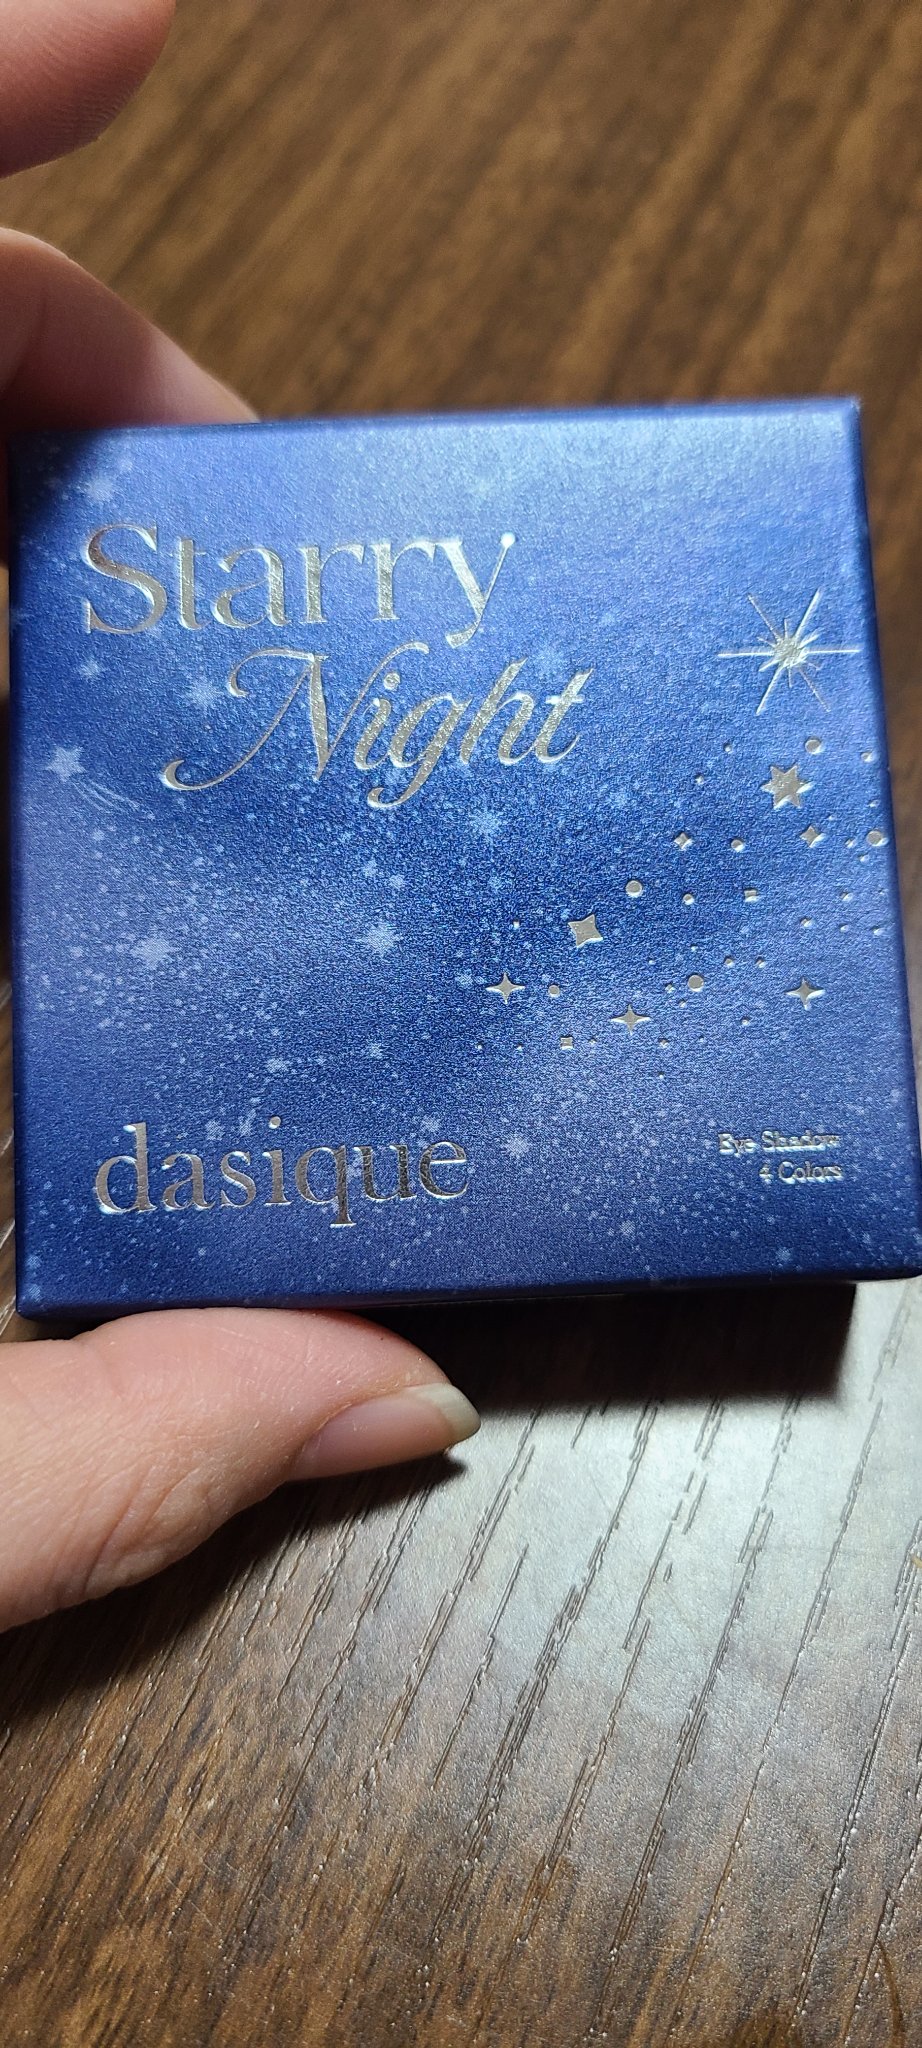 Starry
Night
dasique
Eye Shadow
4 Colors